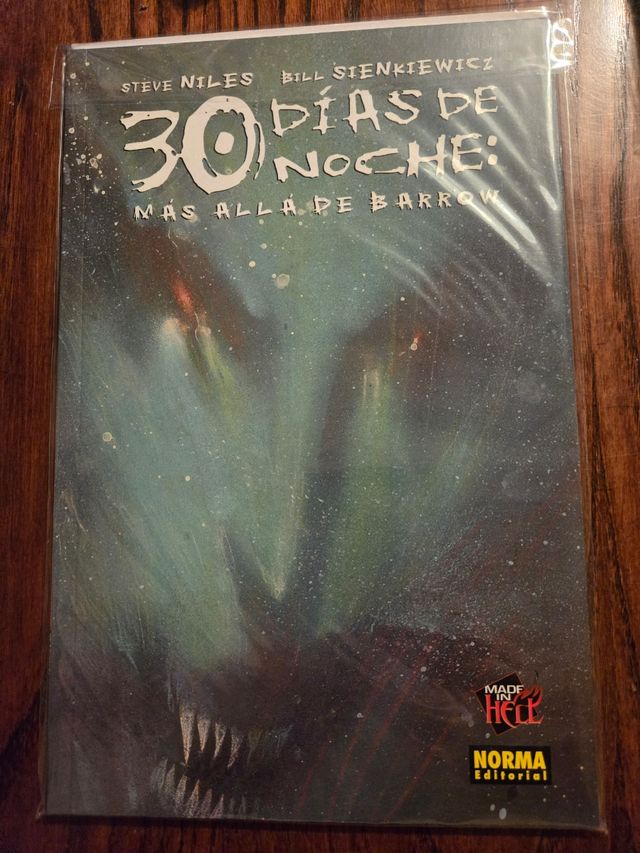 STEVE NILES BILL SIENKIEWICZ
30 DÍAS DE
NOCHE:
MÁS ALLÁ DE BARROW
MADE
IN
HELL
NORMA
Editorial